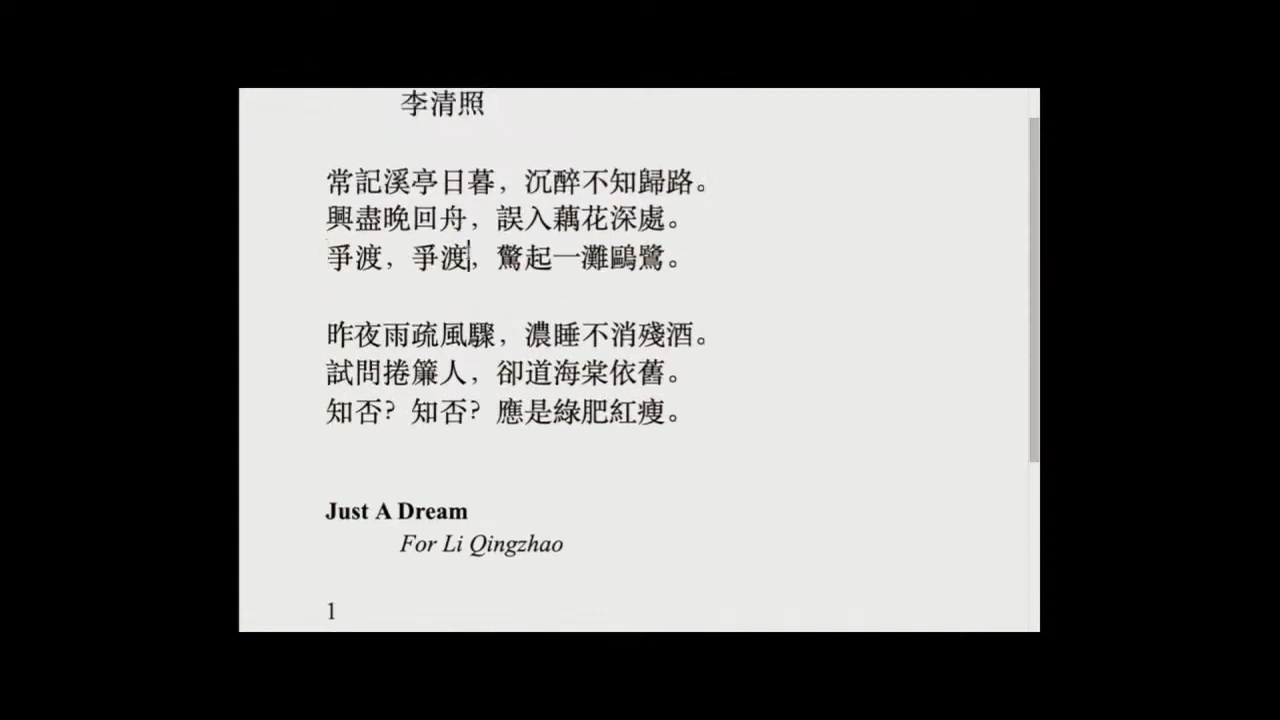 李清照
常記溪亭日暮，沉醉不知歸路。
興盡晚回舟，誤入藕花深處。
爭渡，爭渡，驚起一灘鷗鷺。
昨夜雨疏風驟，濃睡不消殘酒。
試問捲簾人，卻道海棠依舊。
知否？知否？應是綠肥紅瘦。
Just A Dream
For Li Qingzhao
1